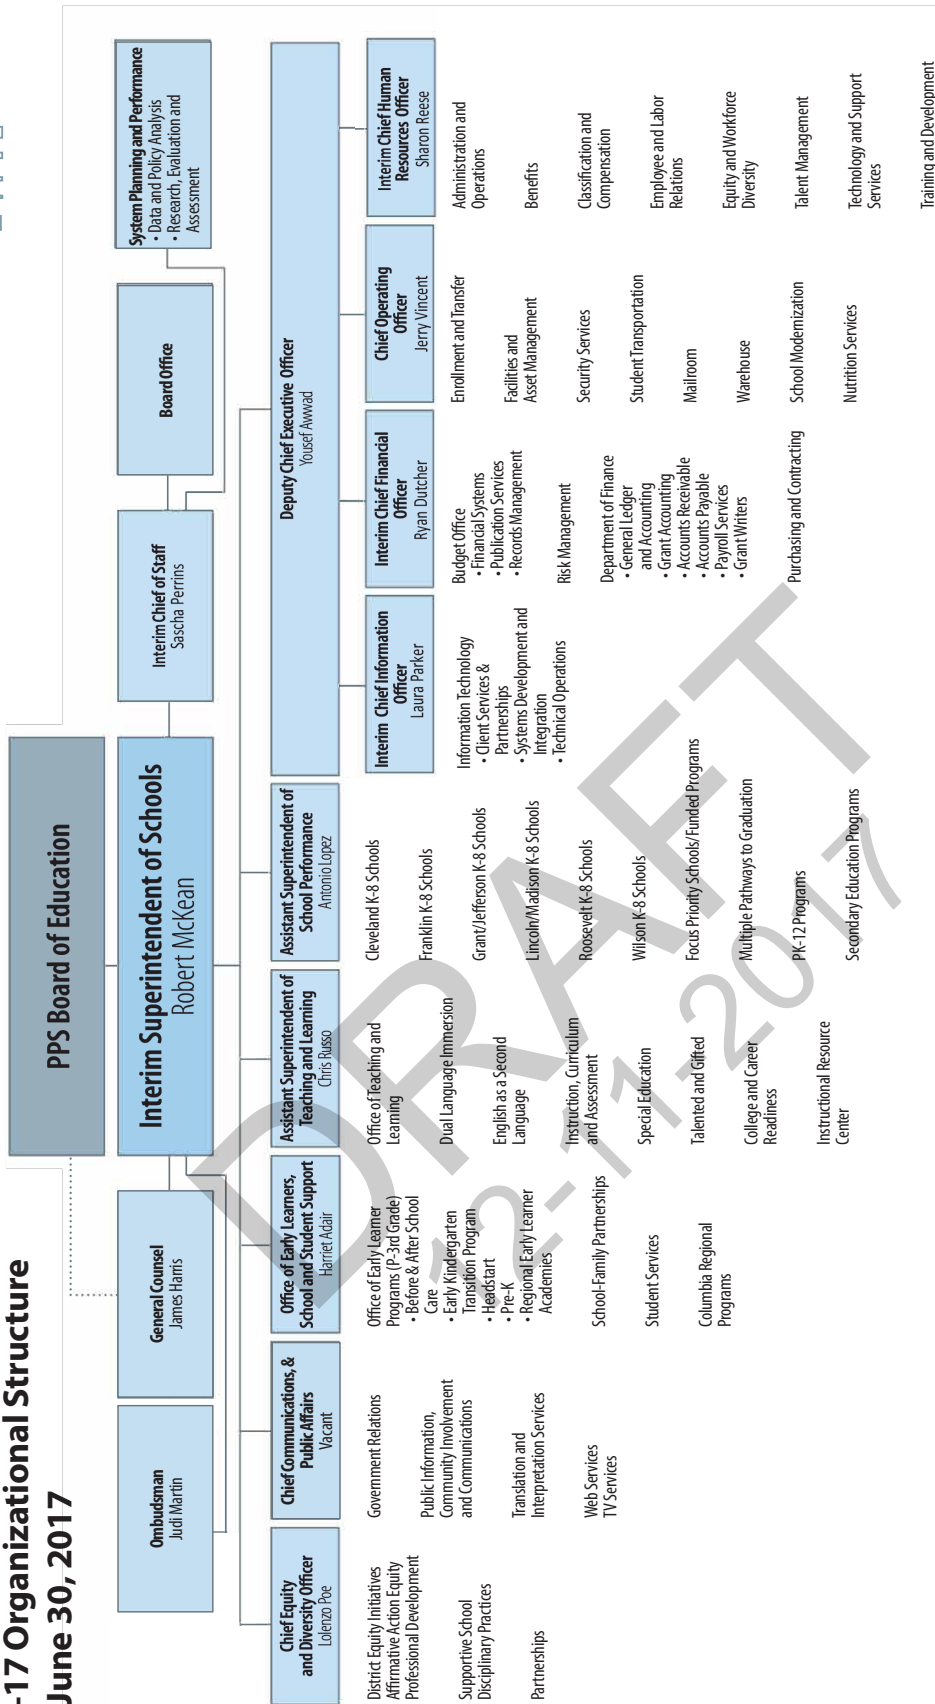 -17 Organizational Structure
June 30, 2017
PPS Board of Education
Ombudsman
Judi Martin
General Counsel
James Harris
Interim Superintendent of Schools
Robert McKean
Interim Chief of Staff
Sascha Perrins
Board Office
System Planning and Performance
• Data and Policy Analysis
• Research, Evaluation and
Assessment
Chief Equity
and Diversity Officer
Lolenzo Poe
District Equity Initiatives
Affirmative Action Equity
Professional Development
Supportive School
Disciplinary Practices
Partnerships
Chief Communications, &
Public Affairs
Vacant
Government Relations
Public Information,
Community Involvement
and Communications
Translation and
Interpretation Services
Web Services
TV Services
Office of Early Learners,
School and Student Support
Harriet Adair
Office of Early Learner
Programs (P-3rd Grade)
• Before & After School
Care
• Early Kindergarten
Transition Program
• Headstart
• Pre-K
• Regional Early Learner
Academies
School-Family Partnerships
Student Services
Columbia Regional
Programs
Assistant Superintendent of
Teaching and Learning
Chris Russo
Office of Teaching and
Learning
Dual Language Immersion
English as a Second
Language
Instruction, Curriculum
and Assessment
Special Education
Talented and Gifted
College and Career
Readiness
Instructional Resource
Center
Assistant Superintendent of
School Performance
Antonio Lopez
Cleveland K-8 Schools
Franklin K-8 Schools
Grant/Jefferson K-8 Schools
Lincoln/Madison K-8 Schools
Roosevelt K-8 Schools
Wilson K-8 Schools
Focus Priority Schools/Funded Programs
Multiple Pathways to Graduation
PK-12 Programs
Secondary Education Programs
Deputy Chief Executive Officer
Yousef Awwad
Interim Chief Information
Officer
Laura Parker
Information Technology
• Client Services &
Partnerships
• Systems Development and
Integration
• Technical Operations
Interim Chief Financial
Officer
Ryan Dutcher
Budget Office
• Financial Systems
• Publication Services
• Records Management
Risk Management
Department of Finance
• General Ledger
and Accounting
• Grant Accounting
• Accounts Receivable
• Accounts Payable
• Payroll Services
• Grant Writers
Purchasing and Contracting
Chief Operating
Officer
Jerry Vincent
Enrollment and Transfer
Facilities and
Asset Management
Security Services
Student Transportation
Mailroom
Warehouse
School Modernization
Nutrition Services
Interim Chief Human
Resources Officer
Sharon Reese
Administration and
Operations
Benefits
Classification and
Compensation
Employee and Labor
Relations
Equity and Workforce
Diversity
Talent Management
Technology and Support
Services
Training and Development
DRAFT
12-11-2017